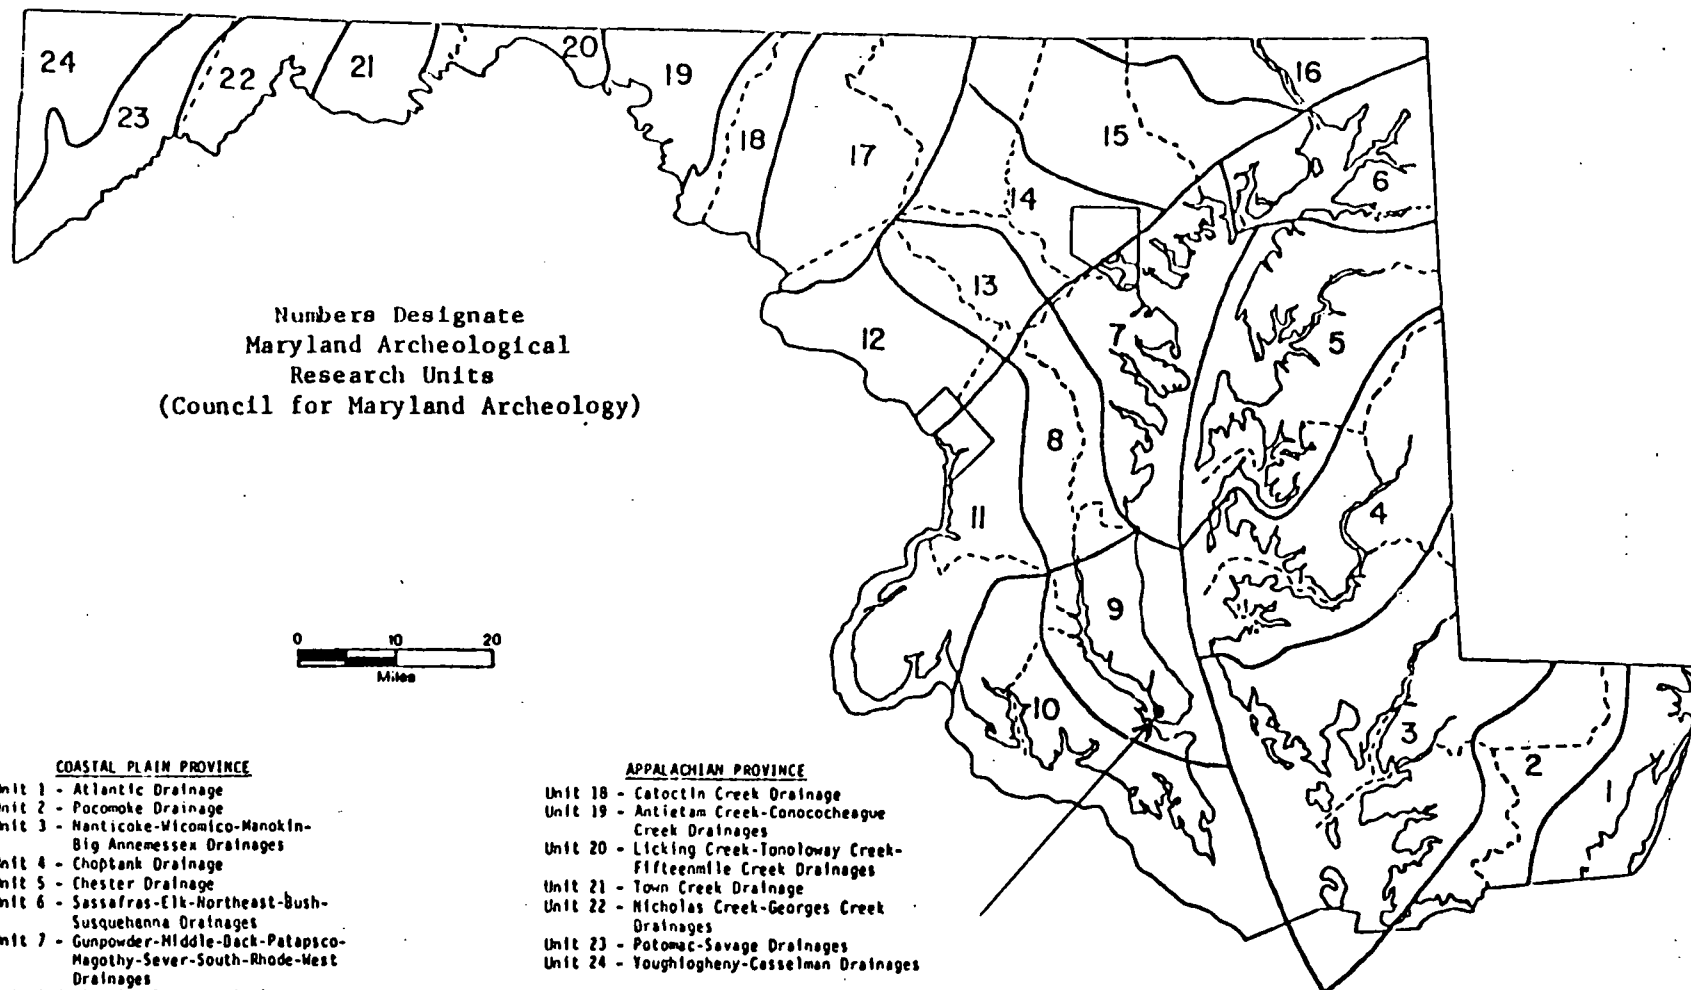 24
23
22
21
20
19
18
17
16
15
14
13
12
11
10
9
8
7
6
5
4
3
2
1
Numbers Designate
Maryland Archeological
Research Units
(Council for Maryland Archeology)
0 10 20
Miles
COASTAL PLAIN PROVINCE
nit 1 - Atlantic Drainage
nit 2 - Pocomoke Drainage
nit 3 - Nanticoke-Wicomico-Manokin-
Big Annemessex Drainages
nit 4 - Choptank Drainage
nit 5 - Chester Drainage
nit 6 - Sassafras-Elk-Northeast-Bush-
Susquehanna Drainages
nit 7 - Gunpowder-Middle-Back-Patapsco-
Magothy-Sever-South-Rhode-West
Drainages
APPALACHIAN PROVINCE
Unit 18 - Catoctin Creek Drainage
Unit 19 - Antietam Creek-Conococheague
Creek Drainages
Unit 20 - Licking Creek-Tonoloway Creek-
Fifteenmile Creek Drainages
Unit 21 - Town Creek Drainage
Unit 22 - Nicholas Creek-Georges Creek
Drainages
Unit 23 - Potomac-Savage Drainages
Unit 24 - Youghiogheny-Casselman Drainages